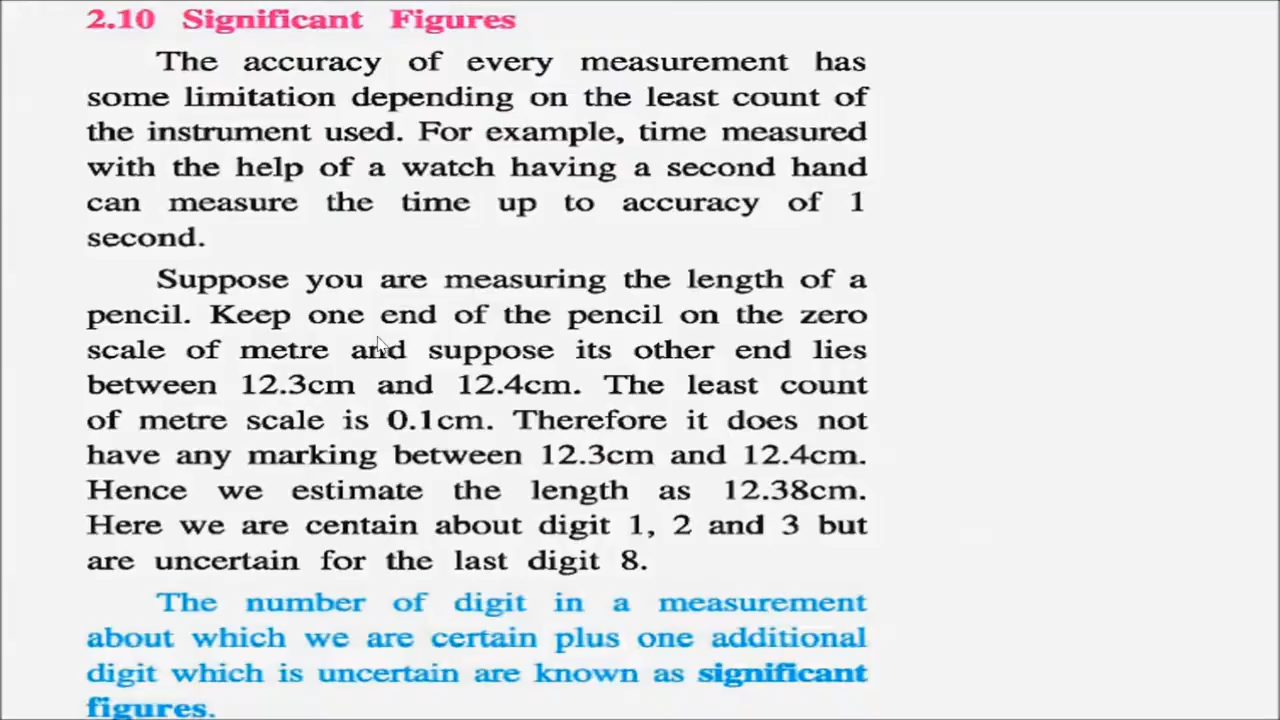 2.10 Significant Figures
The accuracy of every measurement has
some limitation depending on the least count of
the instrument used. For example, time measured
with the help of a watch having a second hand
can measure the time up to accuracy of 1
second.
Suppose you are measuring the length of a
pencil. Keep one end of the pencil on the zero
scale of metre and suppose its other end lies
between 12.3cm and 12.4cm. The least count
of metre scale is 0.1cm. Therefore it does not
have any marking between 12.3cm and 12.4cm.
Hence we estimate the length as 12.38cm.
Here we are centain about digit 1, 2 and 3 but
are uncertain for the last digit 8.
The number of digit in a measurement
about which we are certain plus one additional
digit which is uncertain are known as significant
figures.